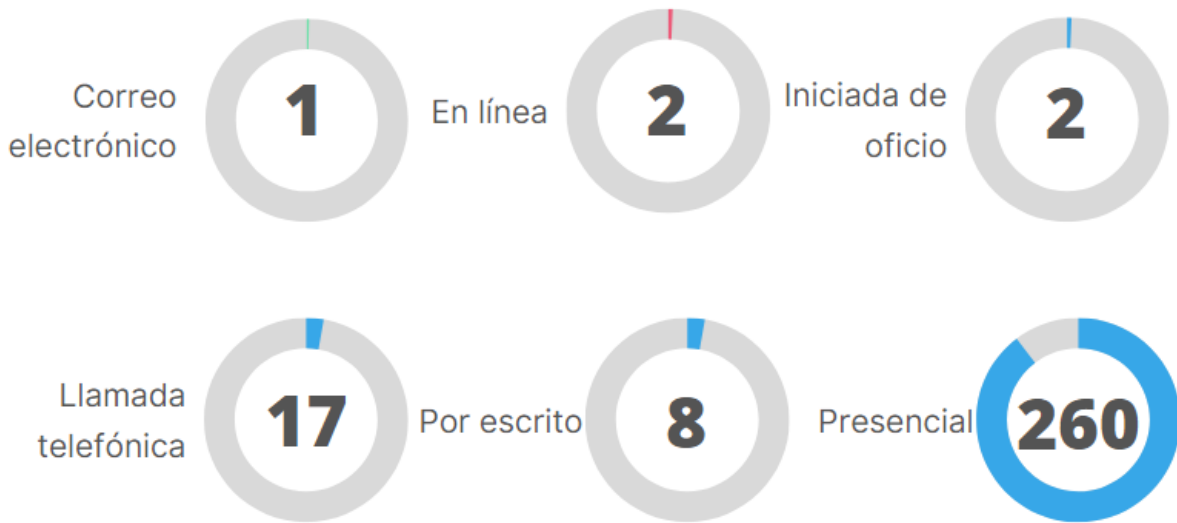 Correo
electrónico
1
En línea
2
Iniciada de
oficio
2
Llamada
telefónica
17
Por escrito
8
Presencial
260